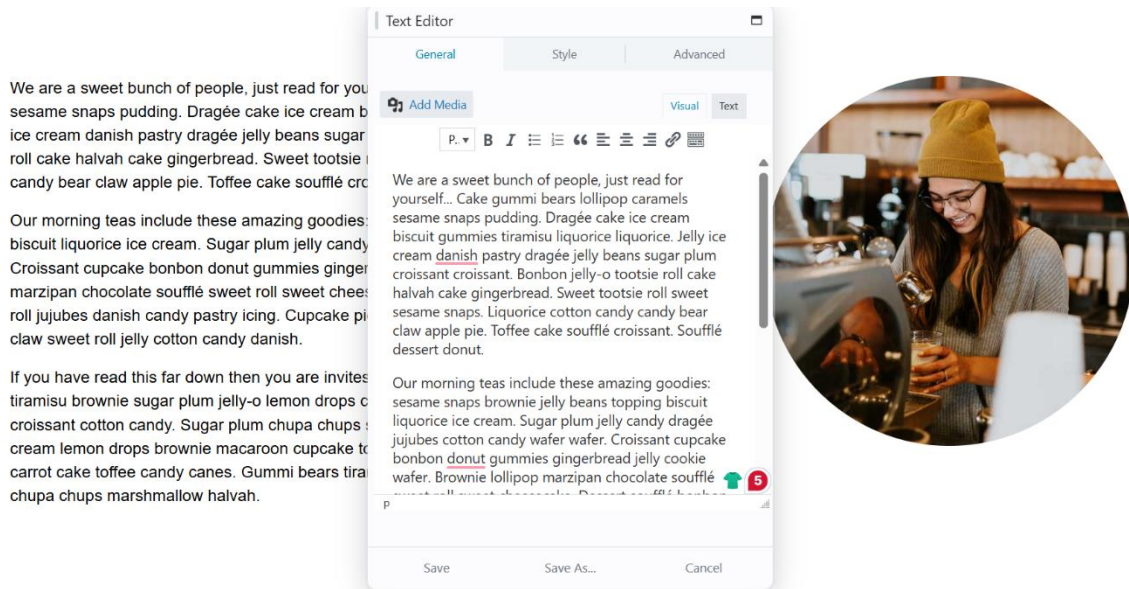 Text Editor
General
Style
Advanced
Add Media
Visual
Text
P..
B
I
We are a sweet bunch of people, just read for you
sesame snaps pudding. Dragée cake ice cream b
ice cream danish pastry dragée jelly beans sugar
roll cake halvah cake gingerbread. Sweet tootsie
candy bear claw apple pie. Toffee cake soufflé cro
Our morning teas include these amazing goodies:
biscuit liquorice ice cream. Sugar plum jelly candy
Croissant cupcake bonbon donut gummies ginger
marzipan chocolate soufflé sweet roll sweet chees
roll jujubes danish candy pastry icing. Cupcake pi
claw sweet roll jelly cotton candy danish.
If you have read this far down then you are invites
tiramisu brownie sugar plum jelly-o lemon drops c
croissant cotton candy. Sugar plum chupa chups
cream lemon drops brownie macaroon cupcake to
carrot cake toffee candy canes. Gummi bears tira
chupa chups marshmallow halvah.
We are a sweet bunch of people, just read for
yourself... Cake gummi bears lollipop caramels
sesame snaps pudding. Dragée cake ice cream
biscuit gummies tiramisu liquorice liquorice. Jelly ice
cream danish pastry dragée jelly beans sugar plum
croissant croissant. Bonbon jelly-o tootsie roll cake
halvah cake gingerbread. Sweet tootsie roll sweet
sesame snaps. Liquorice cotton candy candy bear
claw apple pie. Toffee cake soufflé croissant. Soufflé
dessert donut.
Our morning teas include these amazing goodies:
sesame snaps brownie jelly beans topping biscuit
liquorice ice cream. Sugar plum jelly candy dragée
jujubes cotton candy wafer wafer. Croissant cupcake
bonbon donut gummies gingerbread jelly cookie
wafer. Brownie lollipop marzipan chocolate soufflé
5
P
Save
Save As...
Cancel